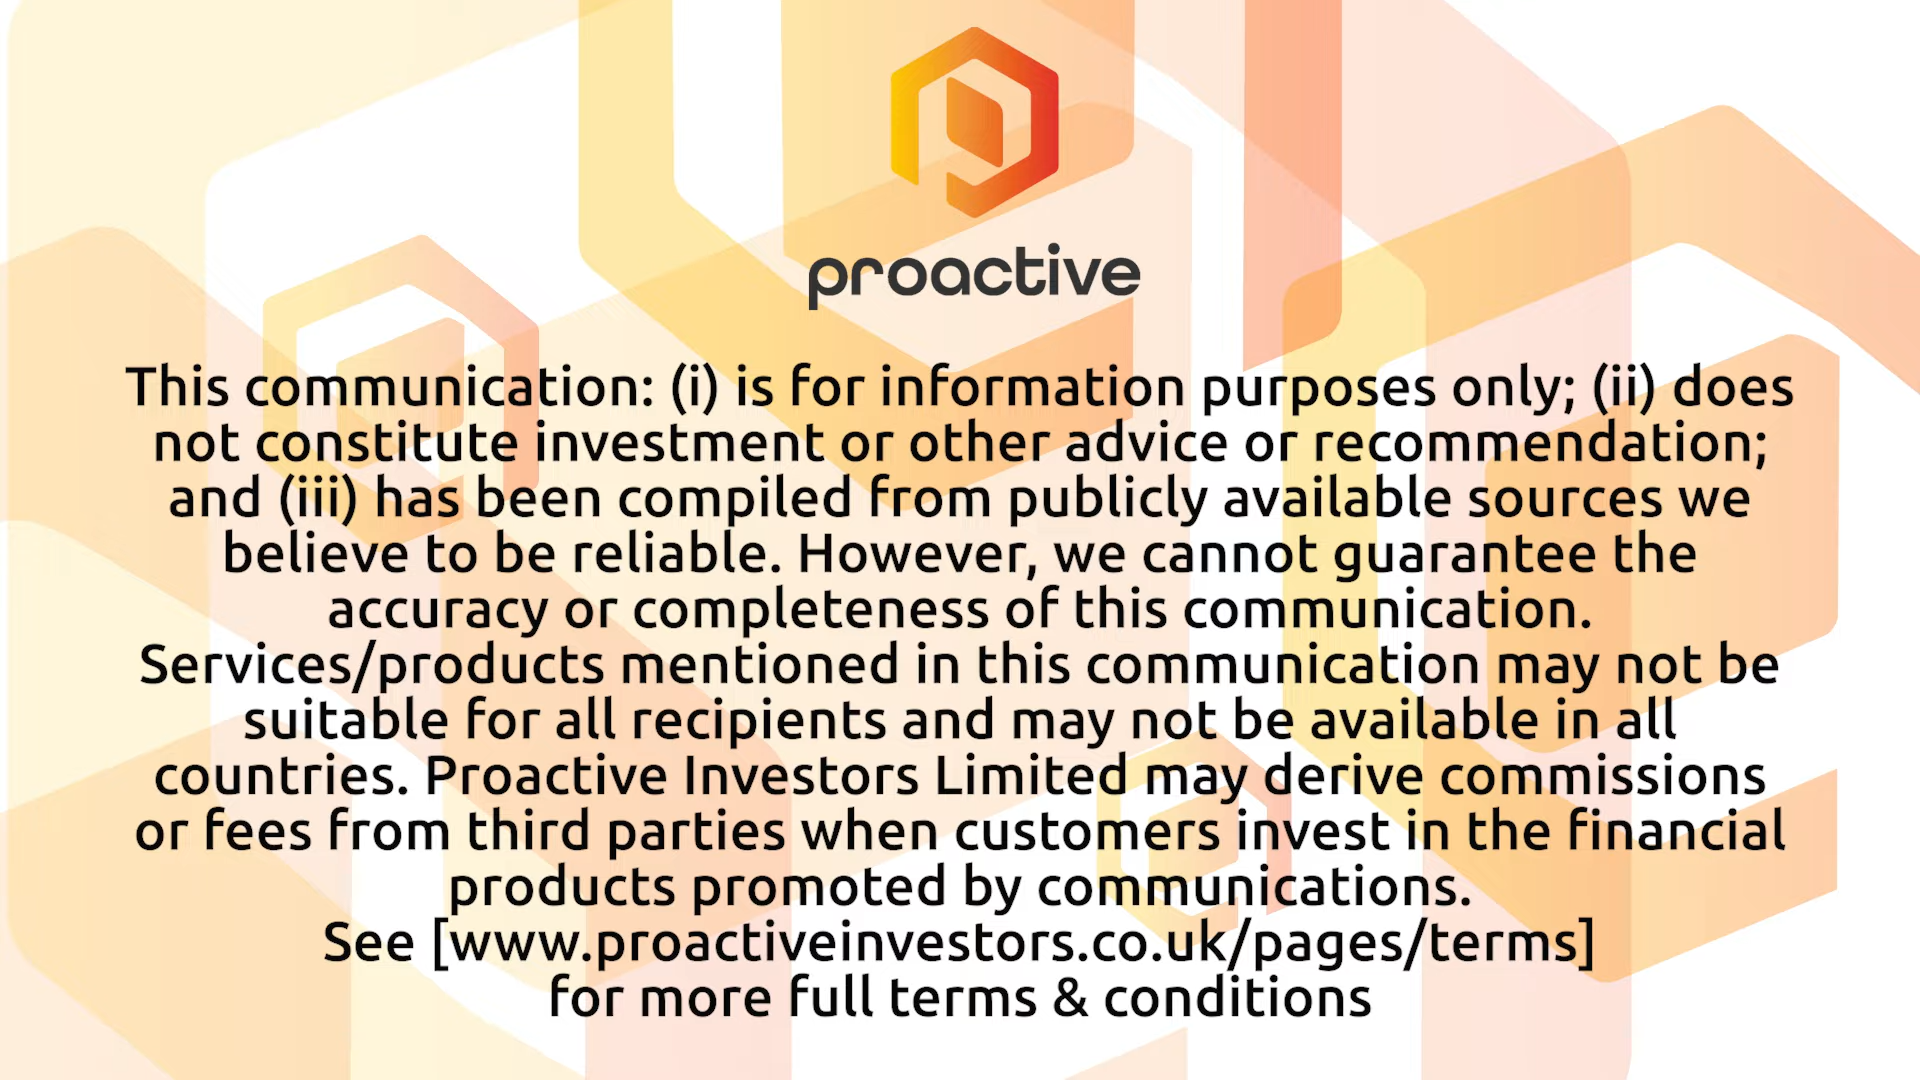 proactive
This communication: (i) is for information purposes only; (ii) does
not constitute investment or other advice or recommendation;
and (iii) has been compiled from publicly available sources we
believe to be reliable. However, we cannot guarantee the
accuracy or completeness of this communication.
Services/products mentioned in this communication may not be
suitable for all recipients and may not be available in all
countries. Proactive Investors Limited may derive commissions
or fees from third parties when customers invest in the financial
products promoted by communications.
See [www.proactiveinvestors.co.uk/pages/terms]
for more full terms & conditions